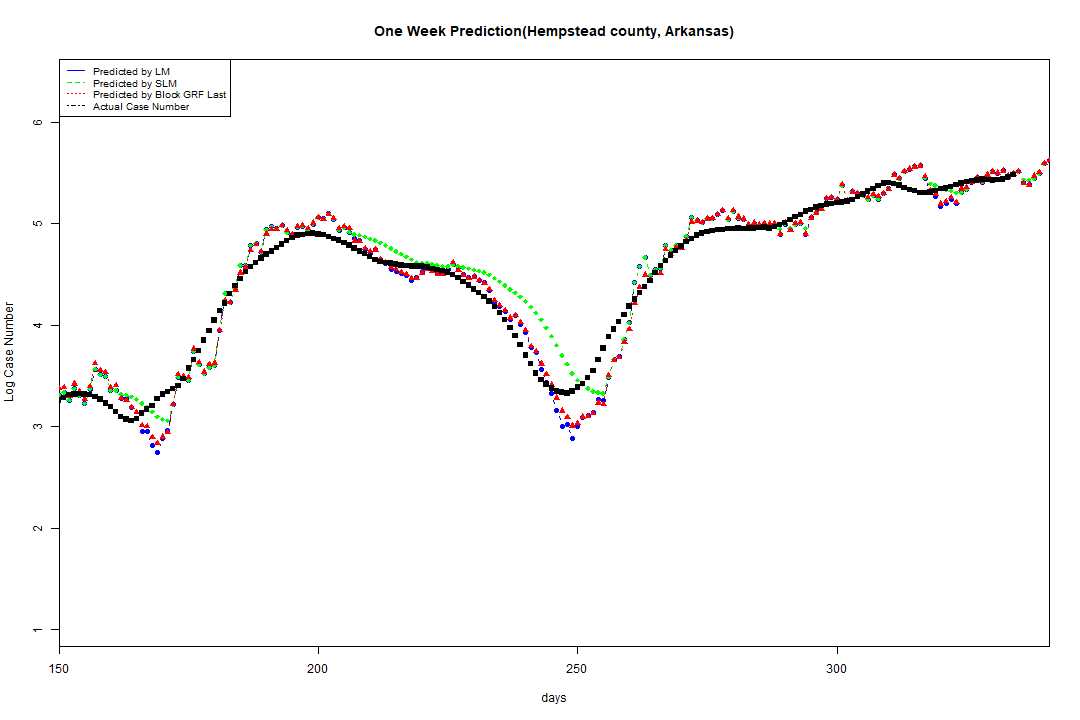 One Week Prediction(Hempstead county, Arkansas)
Predicted by LM
Predicted by SLM
Predicted by Block GRF Last
Actual Case Number
6
5
4
3
2
1
Log Case Number
150 200 250 300
days